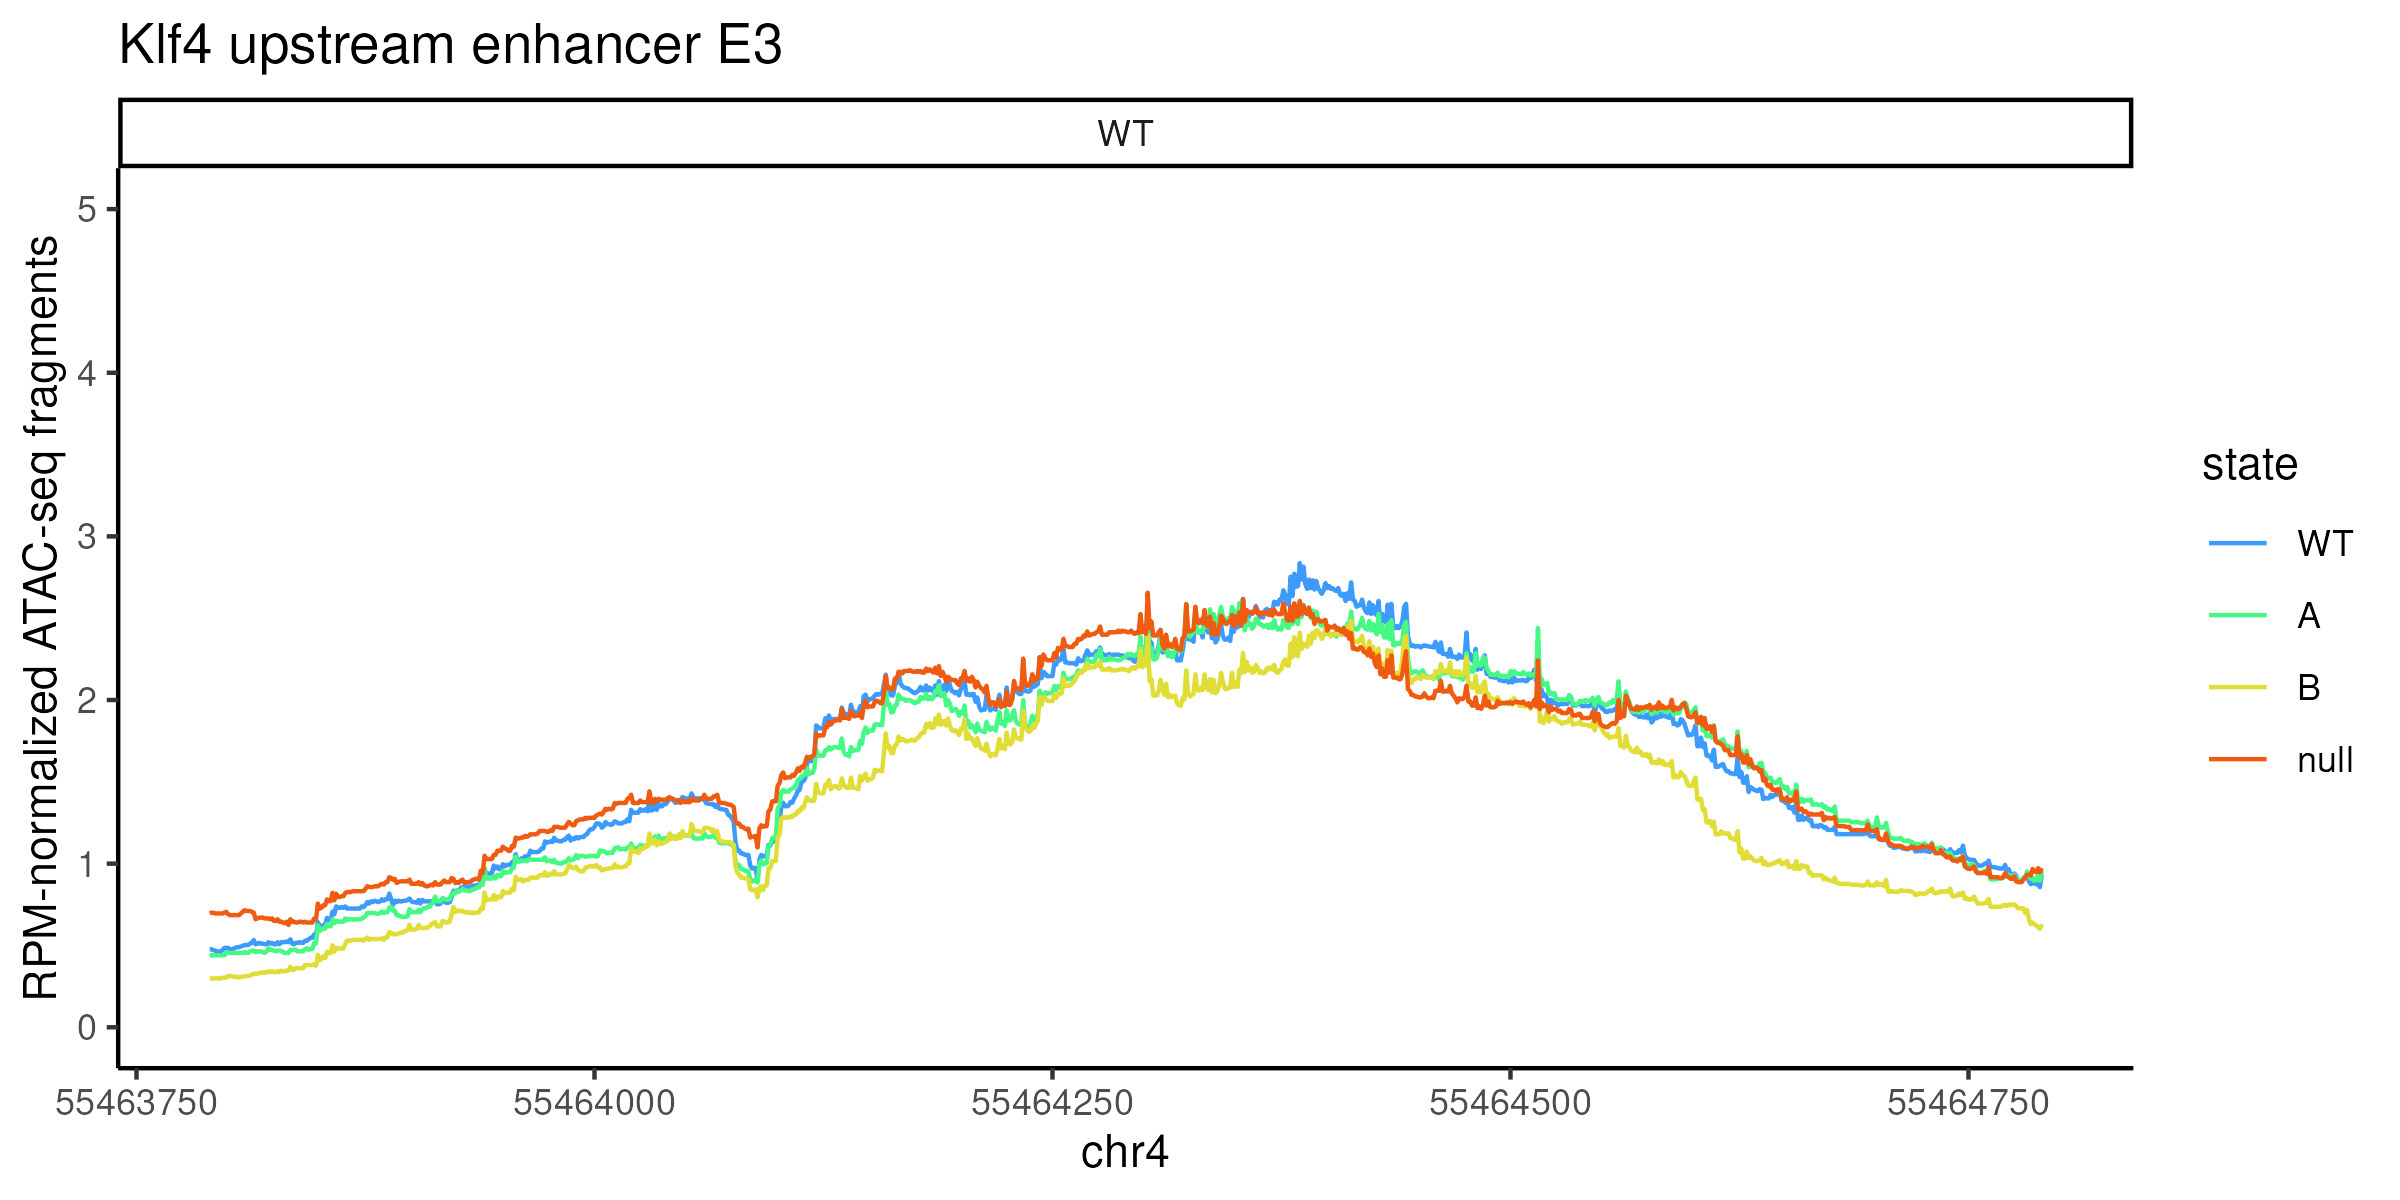 Klf4 upstream enhancer E3
WT
RPM-normalized ATAC-seq fragments
5
4
3
2
1
0
55463750
55464000
55464250
55464500
55464750
chr4
state
WT
A
B
null